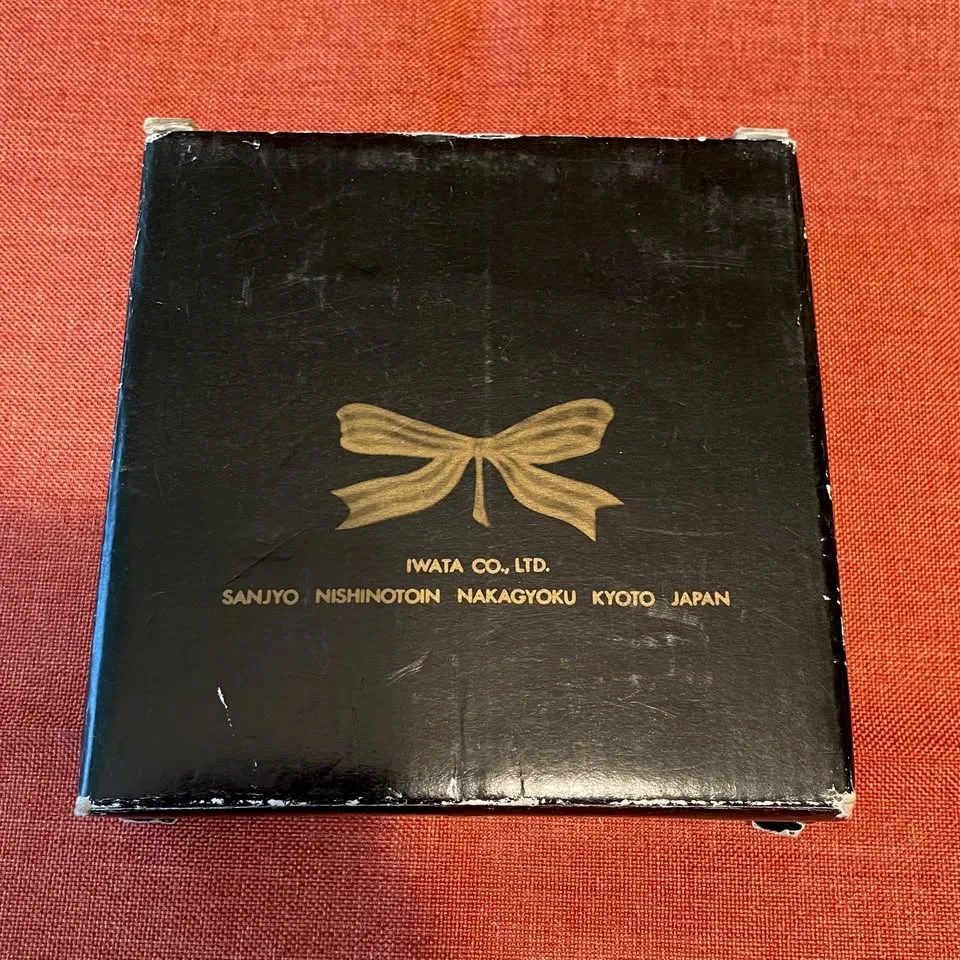 IWATA CO., LTD.
SANJYO NISHINOTOIN NAKAGYOKU KYOTO JAPAN